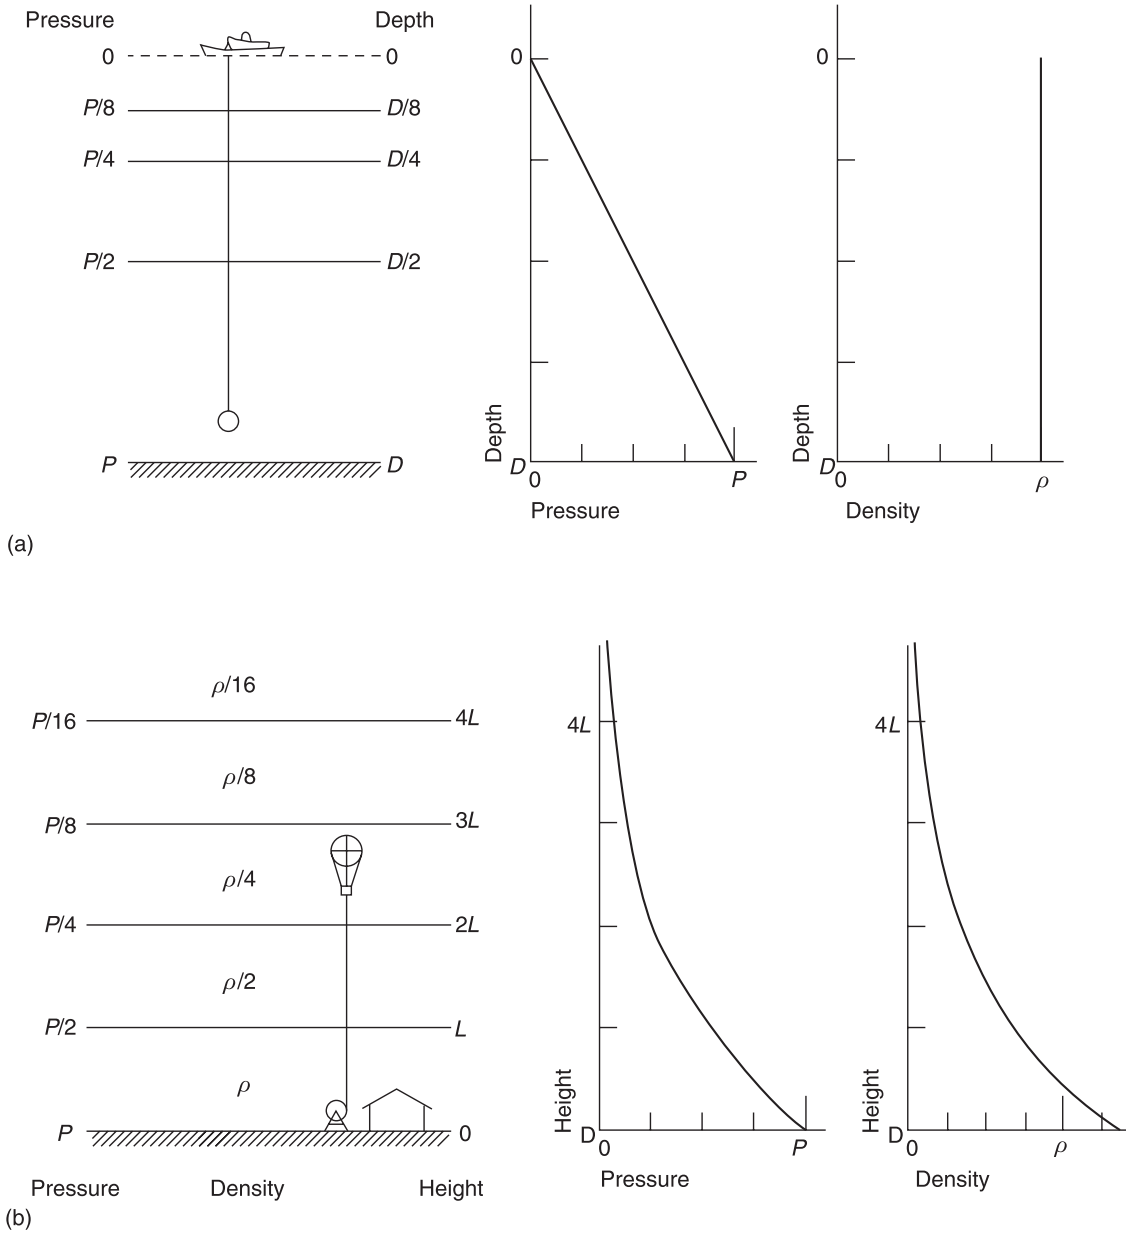 Pressure Depth
0 0
P/8 D/8
P/4 D/4
P/2 D/2
P D
0
Depth
D
0 P
Pressure
0
Depth
D
0 ρ
Density
(a)
ρ/16
P/16 4L
ρ/8
P/8 3L
ρ/4
P/4 2L
ρ/2
P/2 L
ρ
P 0
Pressure Density Height
4L
Height
D
0 P
Pressure
4L
Height
D
0 ρ
Density
(b)